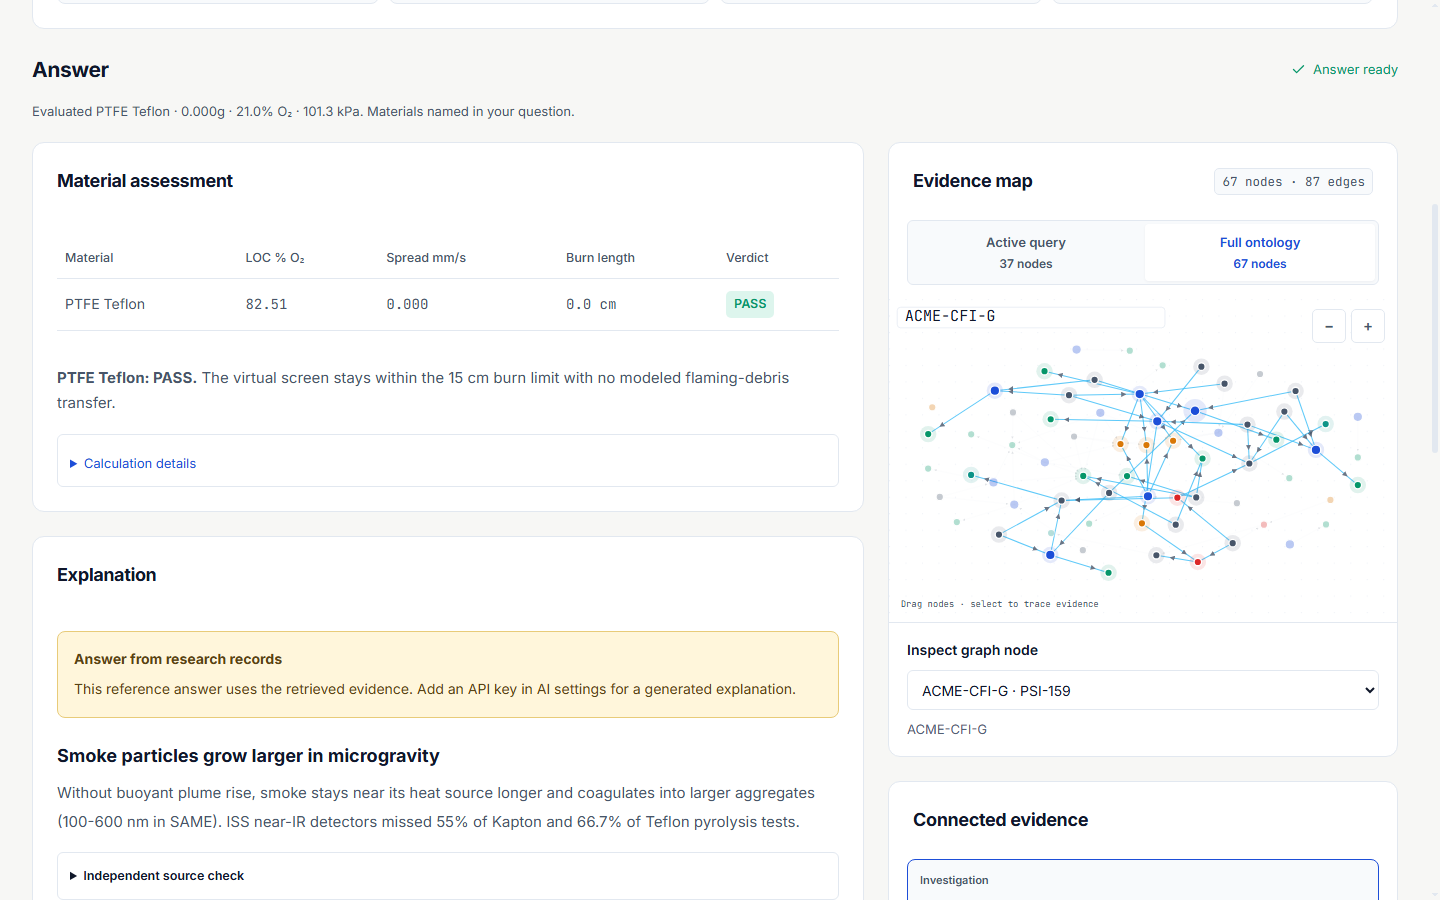 Answer
Answer ready
Evaluated PTFE Teflon · 0.000g · 21.0% O₂ · 101.3 kPa. Materials named in your question.
Material assessment
Material LOC % O₂ Spread mm/s Burn length Verdict
PTFE Teflon 82.51 0.000 0.0 cm PASS
PTFE Teflon: PASS. The virtual screen stays within the 15 cm burn limit with no modeled flaming-debris
transfer.
Calculation details
Explanation
Answer from research records
This reference answer uses the retrieved evidence. Add an API key in AI settings for a generated explanation.
Smoke particles grow larger in microgravity
Without buoyant plume rise, smoke stays near its heat source longer and coagulates into larger aggregates
(100-600 nm in SAME). ISS near-IR detectors missed 55% of Kapton and 66.7% of Teflon pyrolysis tests.
Independent source check
Evidence map
67 nodes · 87 edges
Active query
37 nodes
Full ontology
67 nodes
ACME-CFI-G
− +
Drag nodes · select to trace evidence
Inspect graph node
ACME-CFI-G · PSI-159
ACME-CFI-G
Connected evidence
Investigation